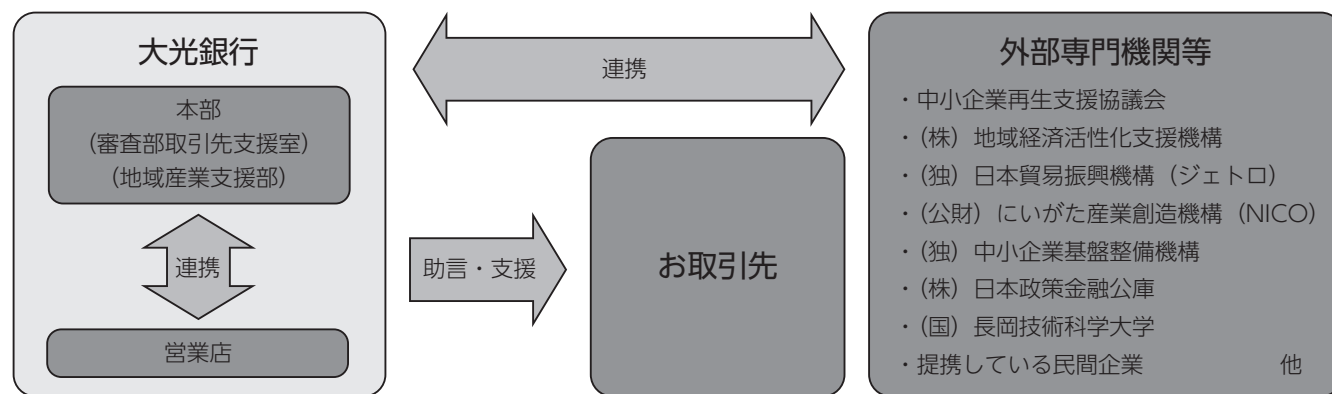 大光銀行
本部
(審査部取引先支援室)
(地域産業支援部)
連携
営業店
連携
助言・支援
お取引先
外部専門機関等
・中小企業再生支援協議会
・(株) 地域経済活性化支援機構
・(独) 日本貿易振興機構 (ジェトロ)
・(公財) にいがた産業創造機構 (NICO)
・(独) 中小企業基盤整備機構
・(株) 日本政策金融公庫
・(国) 長岡技術科学大学
・提携している民間企業 他